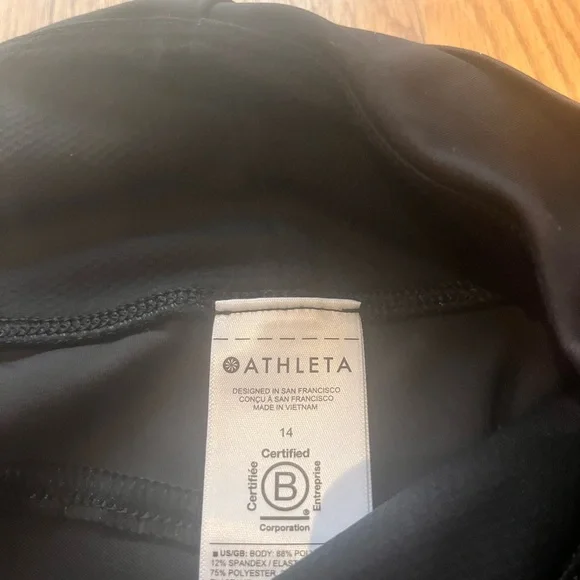 ATHLETA
DESIGNED IN SAN FRANCISCO
CONÇU À SAN FRANCISCO
MADE IN VIETNAM
14
Certified
Certifiée
B
®
Entreprise
Corporation
US/GB: BODY: 88%
12% SPANDEX /
75% POLYESTER,